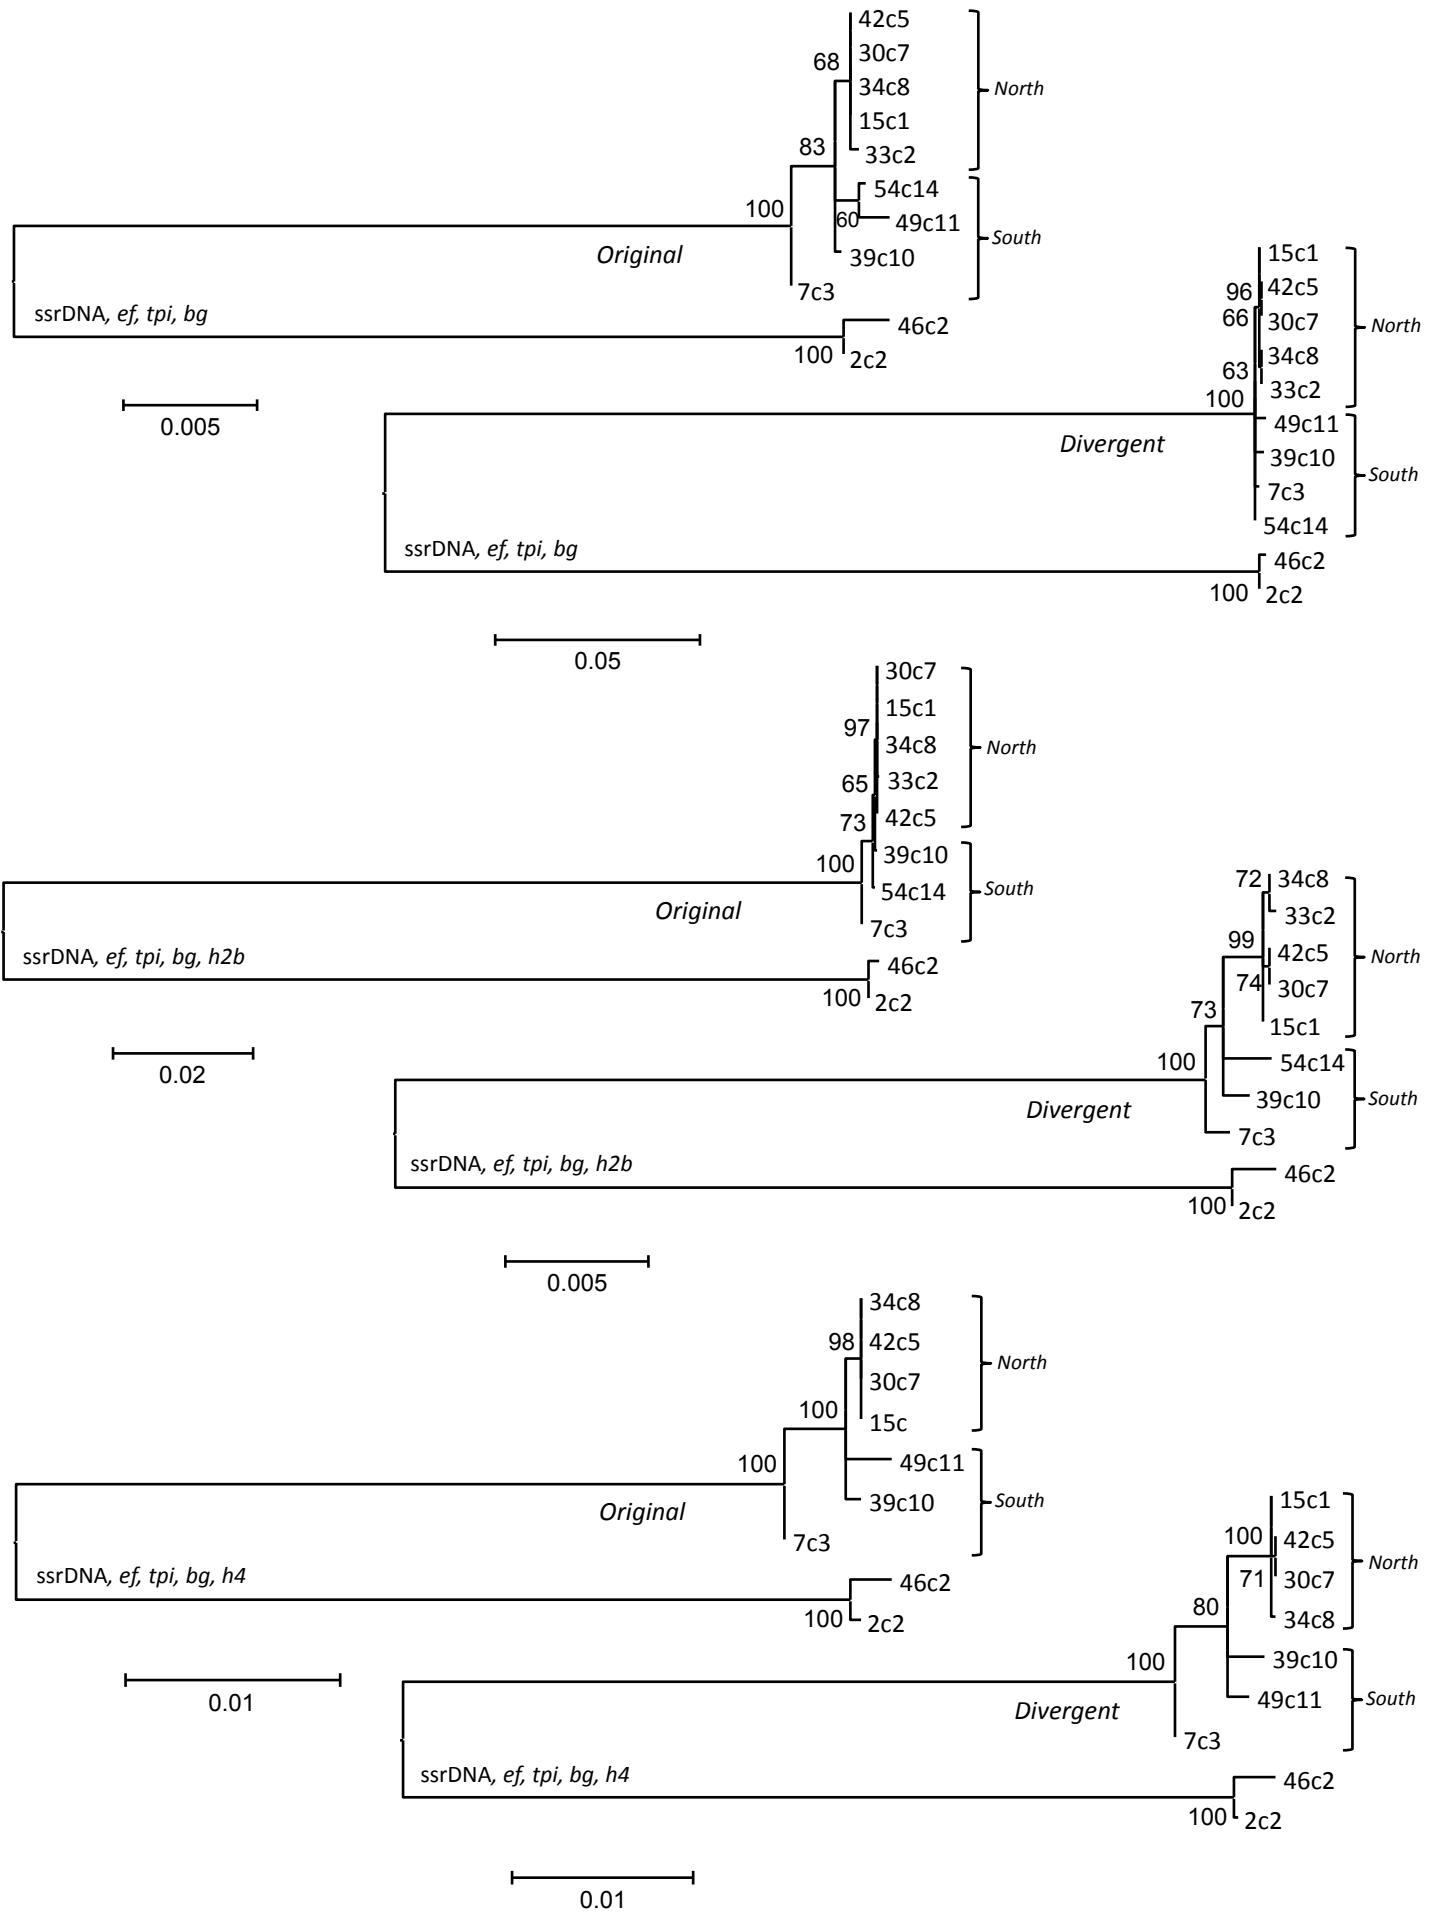 42c5
30c7
68
34c8
North
15c1
83
33c2
54c14
100
60
49c11
South
Original
39c10
7c3
ssrDNA, ef, tpi, bg
46c2
100
2c2
0.005
15c1
96
42c5
66
30c7
North
34c8
63
33c2
100
49c11
Divergent
39c10
South
7c3
54c14
ssrDNA, ef, tpi, bg
46c2
100
2c2
0.05
30c7
15c1
97
34c8
North
65
33c2
73
42c5
100
39c10
54c14
South
Original
7c3
ssrDNA, ef, tpi, bg, h2b
46c2
100
2c2
0.02
72
34c8
33c2
99
42c5
North
74
30c7
73
15c1
100
54c14
39c10
South
Divergent
7c3
ssrDNA, ef, tpi, bg, h2b
46c2
100
2c2
0.005
34c8
98
42c5
North
30c7
100
15c
100
49c11
Original
39c10
South
7c3
ssrDNA, ef, tpi, bg, h4
46c2
100
2c2
0.01
15c1
100
42c5
North
71
30c7
80
34c8
100
39c10
49c11
South
Divergent
7c3
ssrDNA, ef, tpi, bg, h4
46c2
100
2c2
0.01